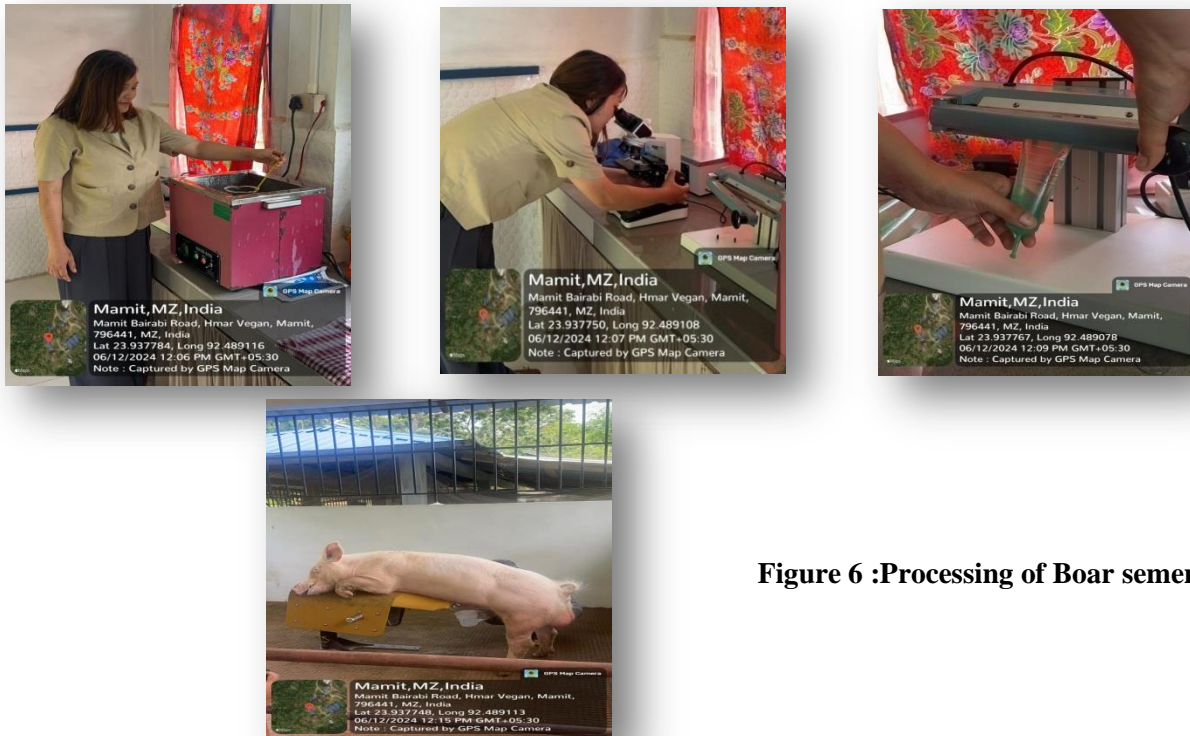 GPS Map Camera
Mamit,MZ,India
Mamit Bairabi Road, Hmar Vegan, Mamit,
796441, MZ, India
Lat 23.937784, Long 92.489116
06/12/2024 12:06 PM GMT+05:30
Note : Captured by GPS Map Camera
GPS Map Camera
Mamit,MZ,India
Mamit Bairabi Road, Hmar Vegan, Mamit,
796441, MZ, India
Lat 23.937750, Long 92.489108
06/12/2024 12:07 PM GMT+05:30
Note : Captured by GPS Map Camera
GPS Map Camera
Mamit,MZ,India
Mamit Bairabi Road, Hmar Vegan, Mamit,
796441, MZ, India
Lat 23.937767, Long 92.489078
06/12/2024 12:09 PM GMT+05:30
Note : Captured by GPS Map Camera
GPS Map Camera
Mamit,MZ,India
Mamit Bairabi Road, Hmar Vegan, Mamit,
796441, MZ, India
Lat 23.937748, Long 92.489113
06/12/2024 12:15 PM GMT+05:30
Note : Captured by GPS Map Camera
Figure 6 :Processing of Boar